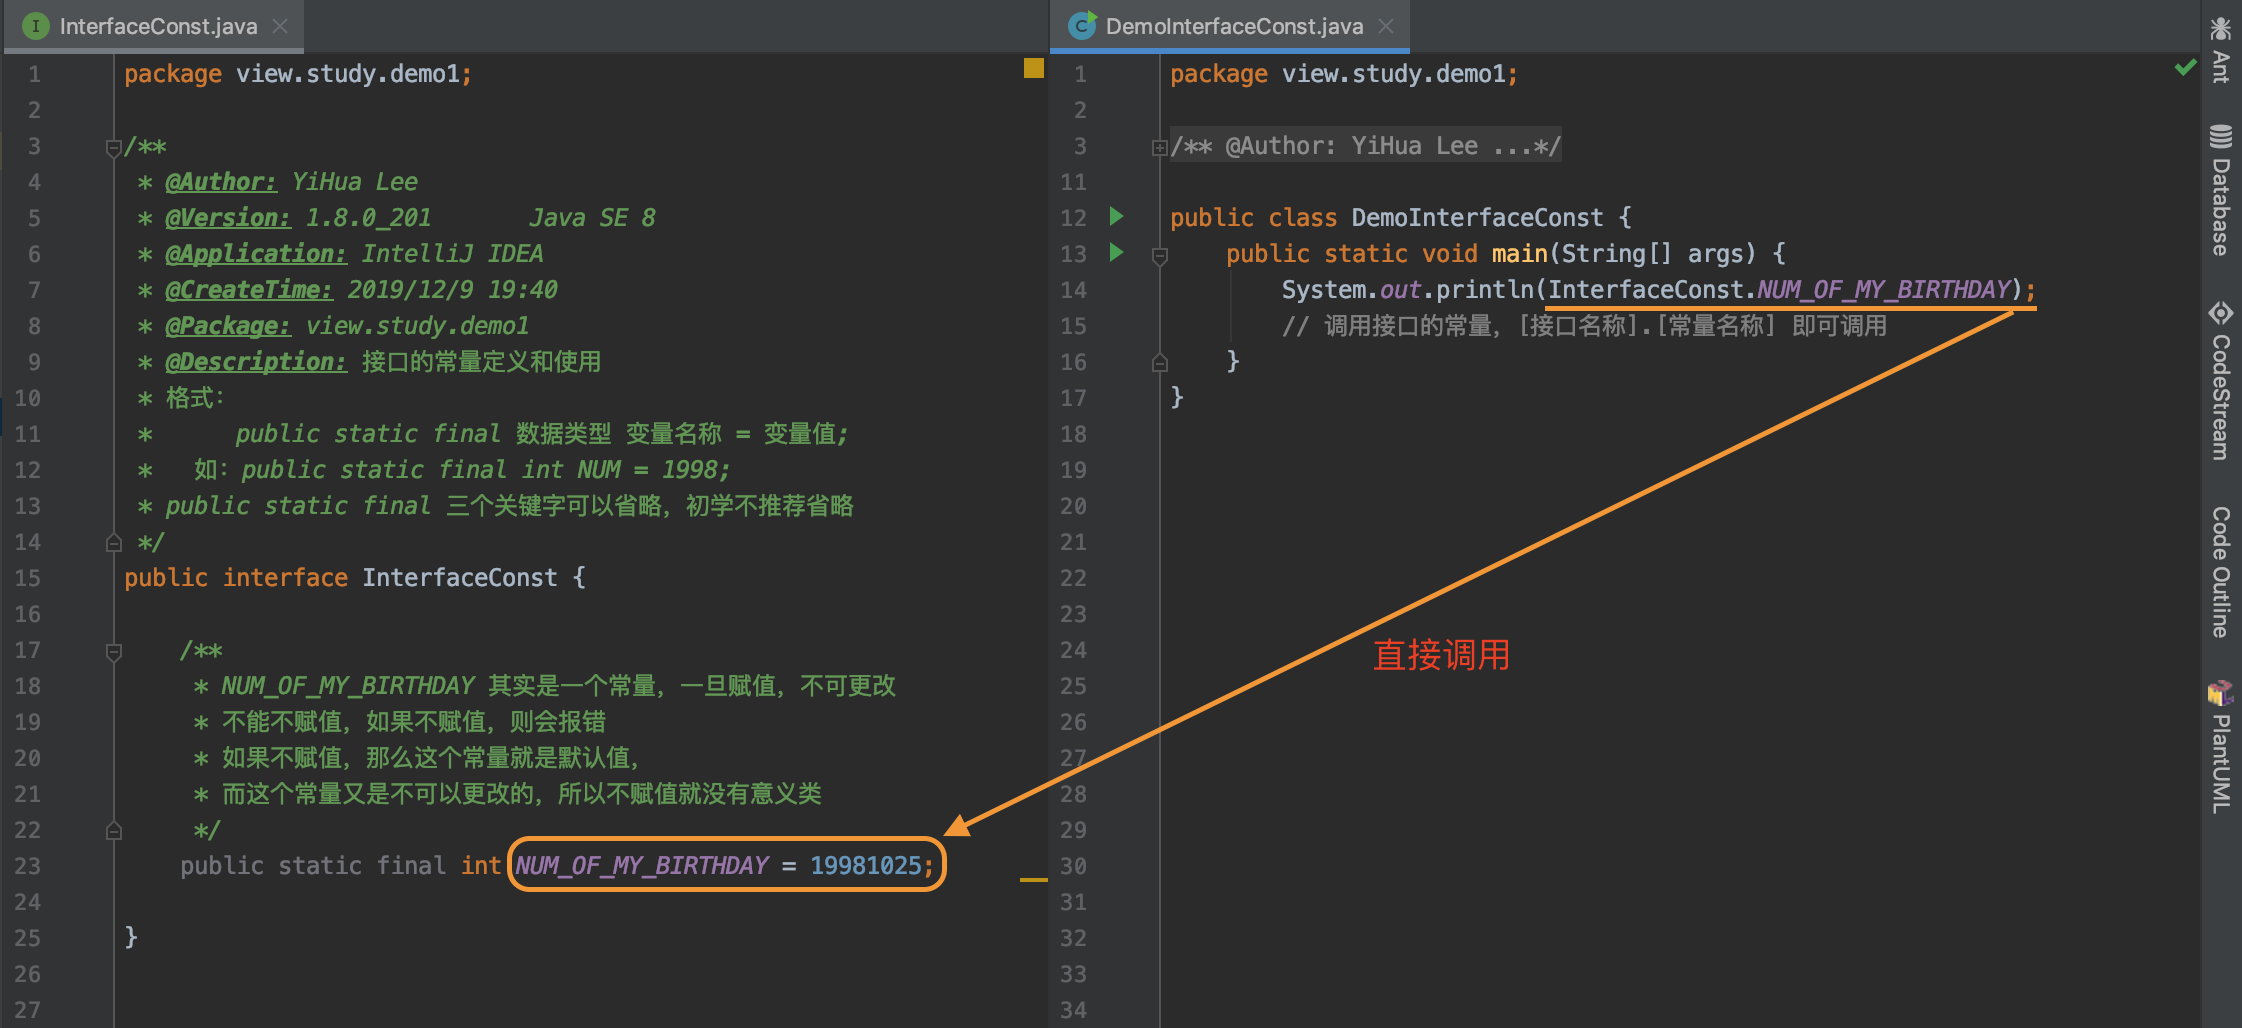 InterfaceConst.java
1 package view.study.demo1;
2
3 /**
4 * @Author: YiHua Lee
5 * @Version: 1.8.0_201 Java SE 8
6 * @Application: IntelliJ IDEA
7 * @CreateTime: 2019/12/9 19:40
8 * @Package: view.study.demo1
9 * @Description: 接口的常量定义和使用
10 * 格式：
11 * public static final 数据类型 变量名称 = 变量值;
12 * 如：public static final int NUM = 1998;
13 * public static final 三个关键字可以省略，初学不推荐省略
14 */
15 public interface InterfaceConst {
16
17 /**
18 * NUM_OF_MY_BIRTHDAY 其实是一个常量，一旦赋值，不可更改
19 * 不能不赋值，如果不赋值，则会报错
20 * 如果不赋值，那么这个常量就是默认值，
21 * 而这个常量又是不可以更改的，所以不赋值就没有意义类
22 */
23 public static final int NUM_OF_MY_BIRTHDAY = 19981025;
24
25 }
26
27
DemoInterfaceConst.java
1 package view.study.demo1;
2
3 /** @Author: YiHua Lee ...*/
11
12 public class DemoInterfaceConst {
13 public static void main(String[] args) {
14 System.out.println(InterfaceConst.NUM_OF_MY_BIRTHDAY);
15 // 调用接口的常量，[接口名称].[常量名称] 即可调用
16 }
17 }
18
19
20
21
22
23
24
25
26
27
28
29
30
31
32
33
34
直接调用
Ant
Database
CodeStream
Code Outline
PlantUML